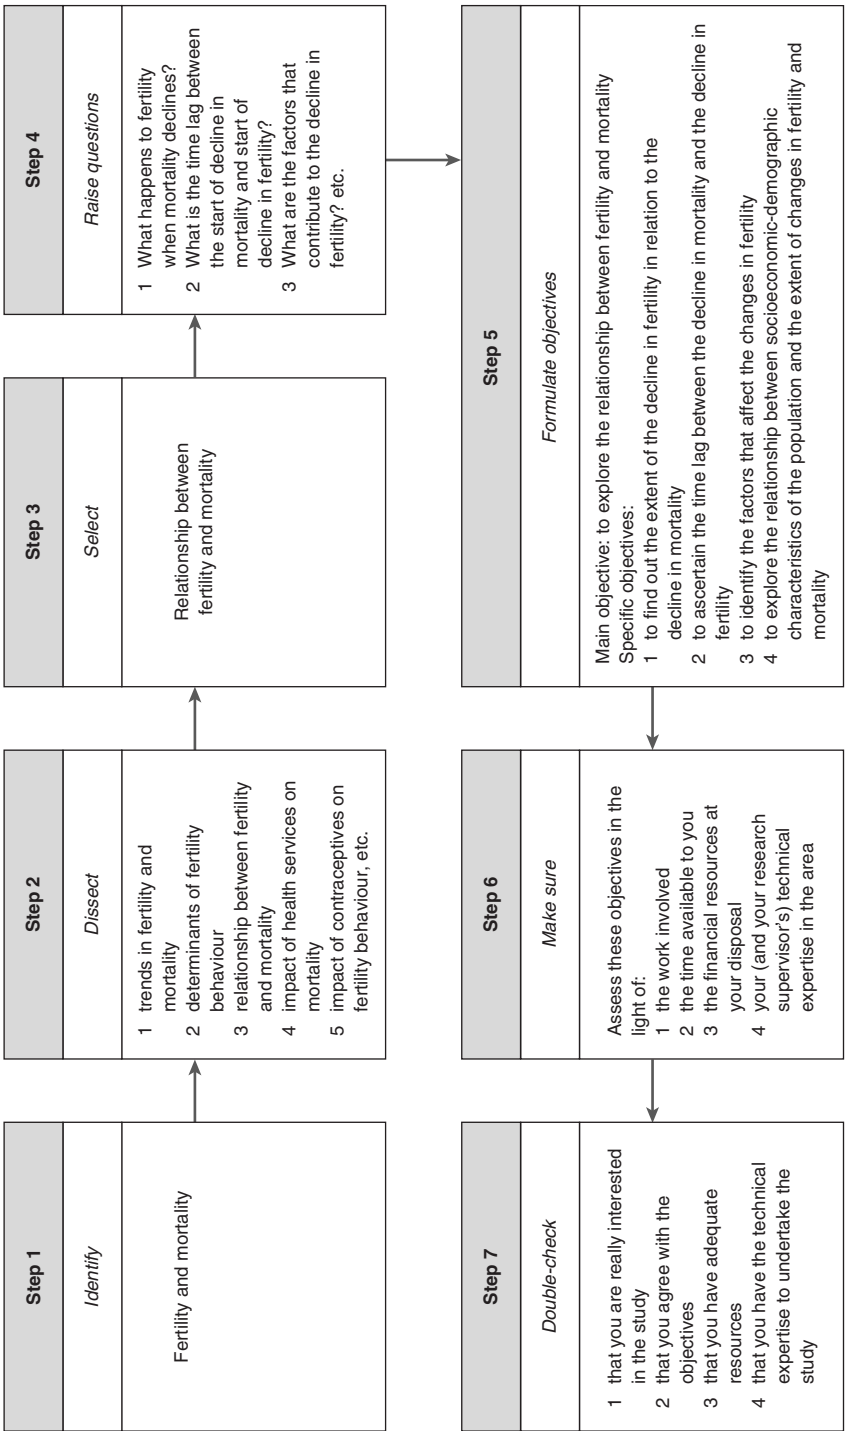 Step 1
Identify
Fertility and mortality
Step 2
Dissect
1 trends in fertility and
mortality
2 determinants of fertility
behaviour
3 relationship between fertility
and mortality
4 impact of health services on
mortality
5 impact of contraceptives on
fertility behaviour, etc.
Step 3
Select
Relationship between
fertility and mortality
Step 4
Raise questions
1 What happens to fertility
when mortality declines?
2 What is the time lag between
the start of decline in
mortality and start of
decline in fertility?
3 What are the factors that
contribute to the decline in
fertility? etc.
Step 5
Formulate objectives
Main objective: to explore the relationship between fertility and mortality
Specific objectives:
1 to find out the extent of the decline in fertility in relation to the
decline in mortality
2 to ascertain the time lag between the decline in mortality and the decline in
fertility
3 to identify the factors that affect the changes in fertility
4 to explore the relationship between socioeconomic-demographic
characteristics of the population and the extent of changes in fertility and
mortality
Step 6
Make sure
Assess these objectives in the
light of:
1 the work involved
2 the time available to you
3 the financial resources at
your disposal
4 your (and your research
supervisor's) technical
expertise in the area
Step 7
Double-check
1 that you are really interested
in the study
2 that you agree with the
objectives
3 that you have adequate
resources
4 that you have the technical
expertise to undertake the
study